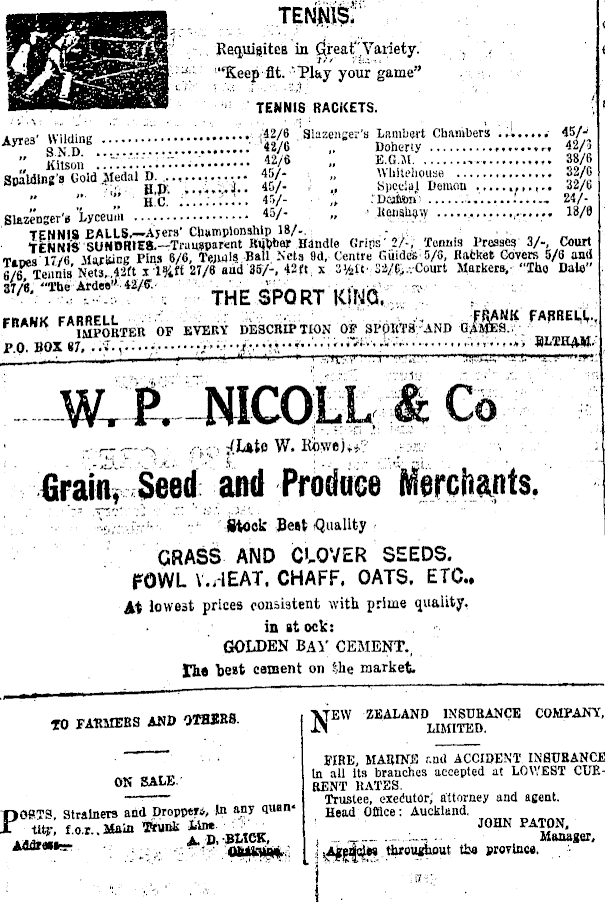 TENNIS.
Requisites in Great Variety.
"Keep fit. Play your game"
TENNIS RACKETS.
Ayres' Wilding ........................ 42/6
„ S.N.D. ........................ 42/6
„ Kitson ........................ 42/6
Spalding's Gold Medal D. ............. 45/-
„ „ „ H.D. ............. 45/-
„ „ „ H.C. ............. 45/-
Slazenger's Lyceum .................. 45/-
Slazenger's Lambert Chambers ........ 45/-
„ Doherty .................. 42/6
„ E.G.M. .................. 38/6
„ Whitehouse .................. 32/6
„ Special Demon .................. 32/6
„ Demon .................. 24/-
„ Renshaw .................. 18/6
TENNIS BALLS.—Ayers' Championship 18/-
TENNIS SUNDRIES.—Transparent Rubber Handle Grips 2/-, Tennis Presses 3/-, Court
Tapes 17/6, Marking Pins 6/6, Tennis Ball Nets 9d, Centre Guides 5/6, Racket Covers 5/6 and
6/6, Tennis Nets, 42ft x 27/6 and 35/-, 42ft x 3½ft 32/6, Court Markers, "The Dale"
37/6, "The Ardee" 42/6.
THE SPORT KING,
FRANK FARRELL FRANK FARRELL.
IMPORTER OF EVERY DESCRIPTION OF SPORTS AND GAMES.
P.O. BOX 67, ........................ ELTHAM.
W. P. NICOLL & Co
(Late W. Rowe).
Grain, Seed and Produce Merchants.
Stock Best Quality
GRASS AND CLOVER SEEDS.
FOWL WHEAT, CHAFF, OATS, ETC.,
At lowest prices consistent with prime quality.
in stock:
GOLDEN BAY CEMENT.
The best cement on the market.
TO FARMERS AND OTHERS.
ON SALE.
POSTS, Strainers and Droppers, in any quan-
tity, f.o.r., Main Trunk Line.
Address—
A. D. BLICK,
Ohakune.
NEW ZEALAND INSURANCE COMPANY,
LIMITED.
FIRE, MARINE and ACCIDENT INSURANCE
in all its branches accepted at LOWEST CUR-
RENT RATES.
Trustee, executor, attorney and agent.
Head Office: Auckland.
JOHN PATON,
Manager,
Agencies throughout the province.